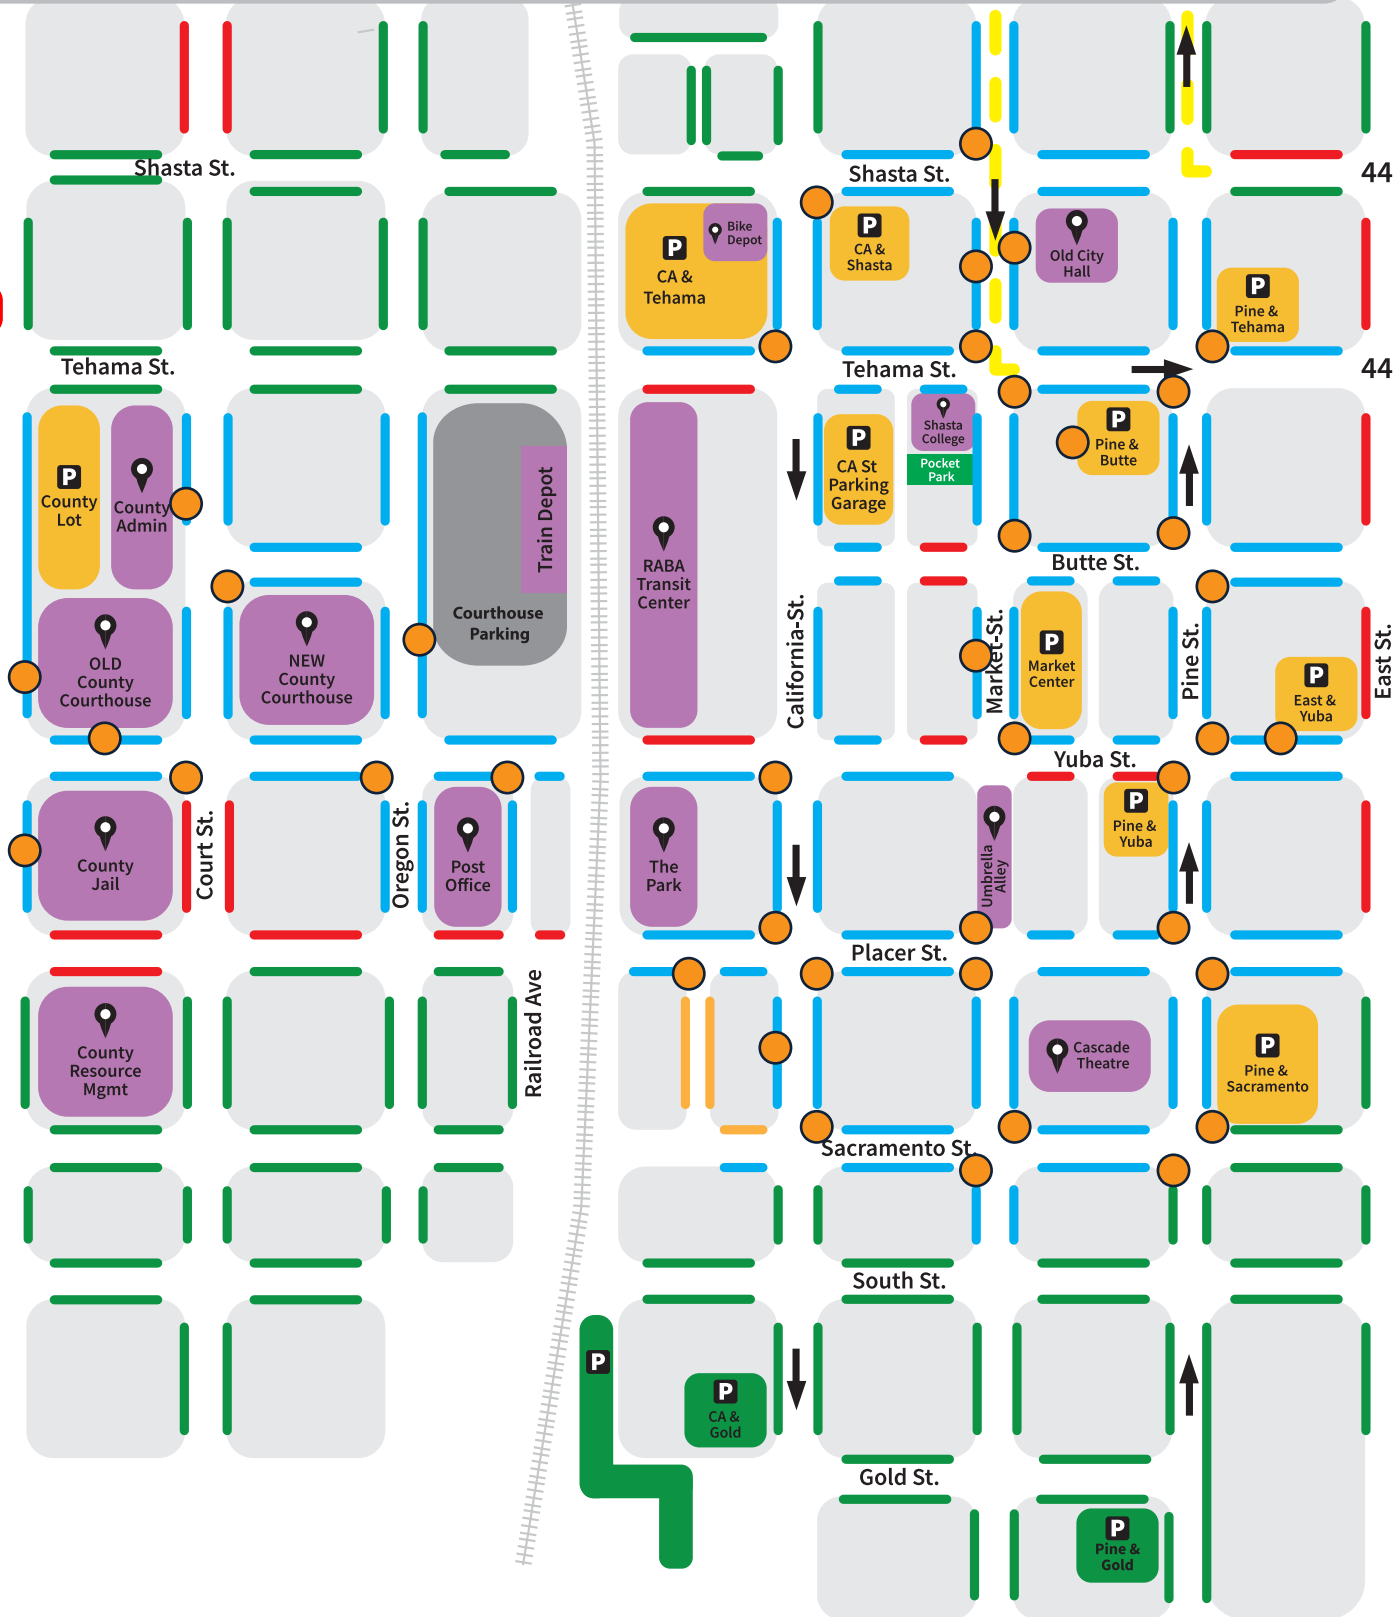 Shasta St.
Shasta St.
44
P
CA &
Tehama
Bike
Depot
P
CA &
Shasta
Old City
Hall
P
Pine &
Tehama
Tehama St.
Tehama St.
44
P
County
Lot
County
Admin
Train Depot
Courthouse
Parking
RABA
Transit
Center
P
CA St
Parking
Garage
Shasta
College
Pocket
Park
P
Pine &
Butte
Butte St.
OLD
County
Courthouse
NEW
County
Courthouse
California-St.
Market-St.
P
Market
Center
Pine St.
P
East &
Yuba
East St.
Yuba St.
County
Jail
Court St.
Oregon St.
Post
Office
The
Park
Umbrella
Alley
P
Pine &
Yuba
Placer St.
County
Resource
Mgmt
Railroad Ave
Cascade
Theatre
P
Pine &
Sacramento
Sacramento St.
South St.
P
P
CA &
Gold
Gold St.
P
Pine &
Gold